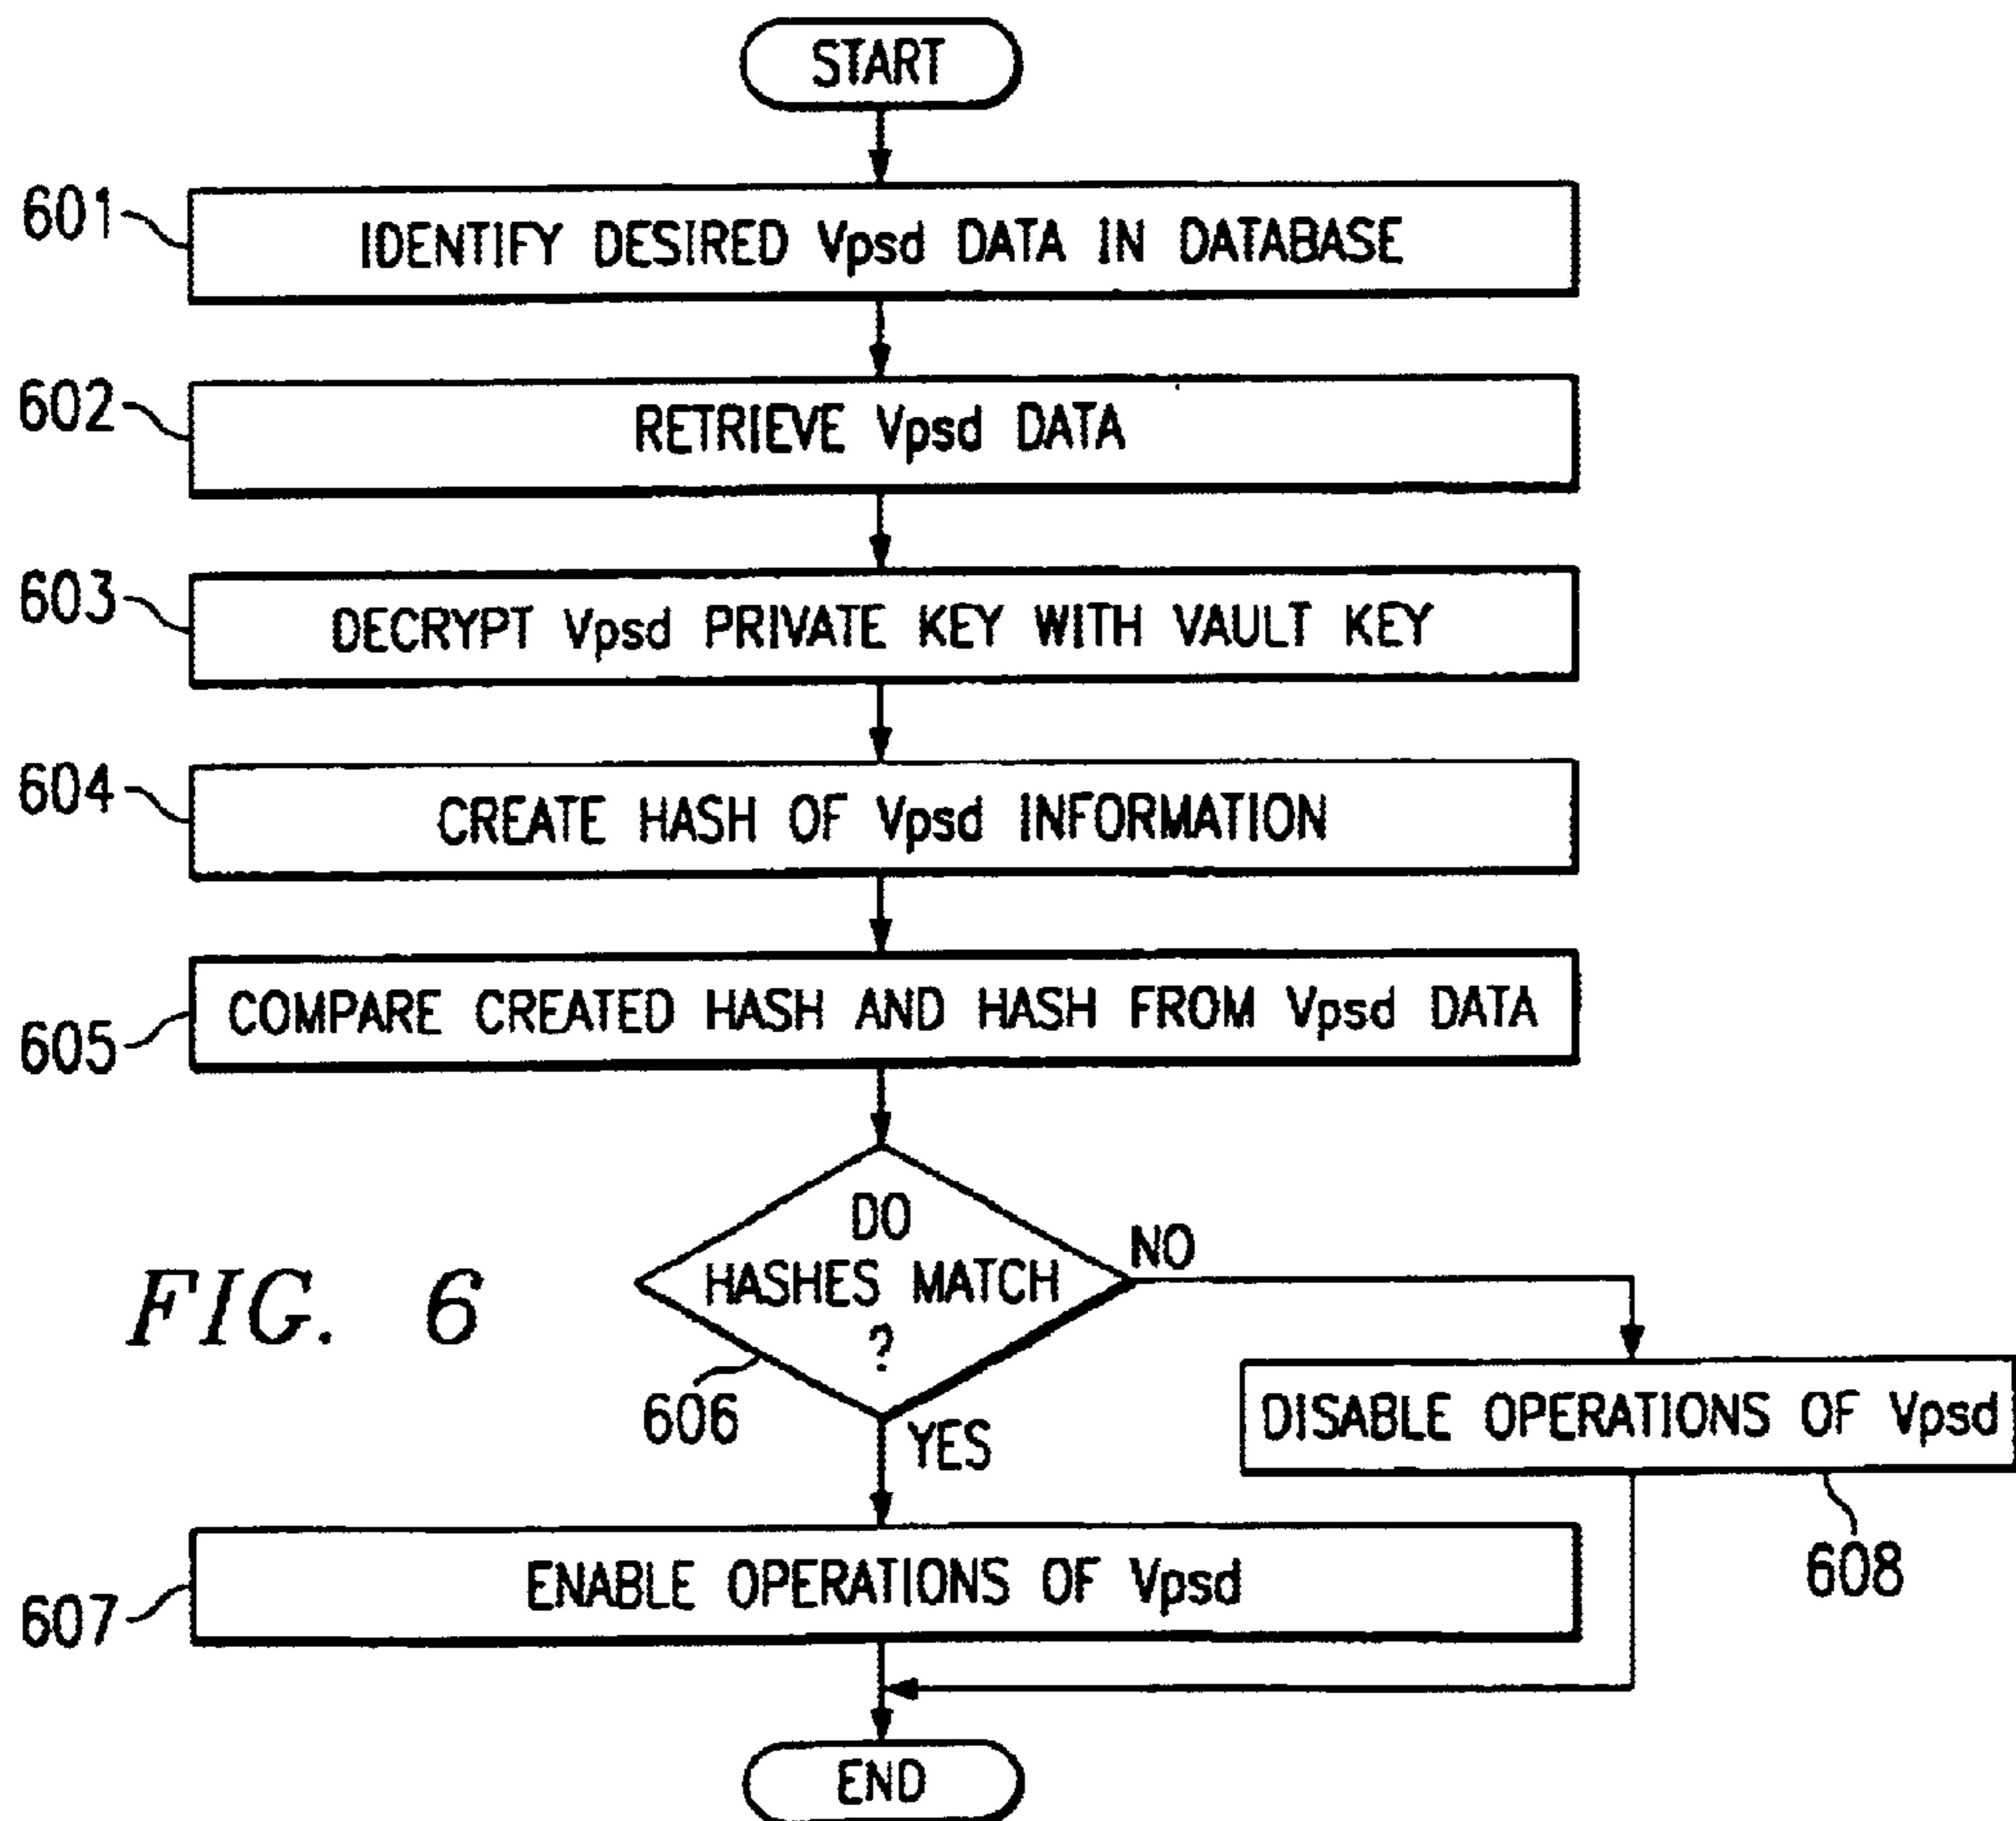 START
601
IDENTIFY DESIRED Vpsd DATA IN DATABASE
602
RETRIEVE Vpsd DATA
603
DECRYPT Vpsd PRIVATE KEY WITH VAULT KEY
604
CREATE HASH OF Vpsd INFORMATION
COMPARE CREATED HASH AND HASH FROM Vpsd DATA
605
DO
HASHES MATCH
?
NO
FIG. 6
606
YES
DISABLE OPERATIONS OF Vpsd
608
ENABLE OPERATIONS OF Vpsd
607
END